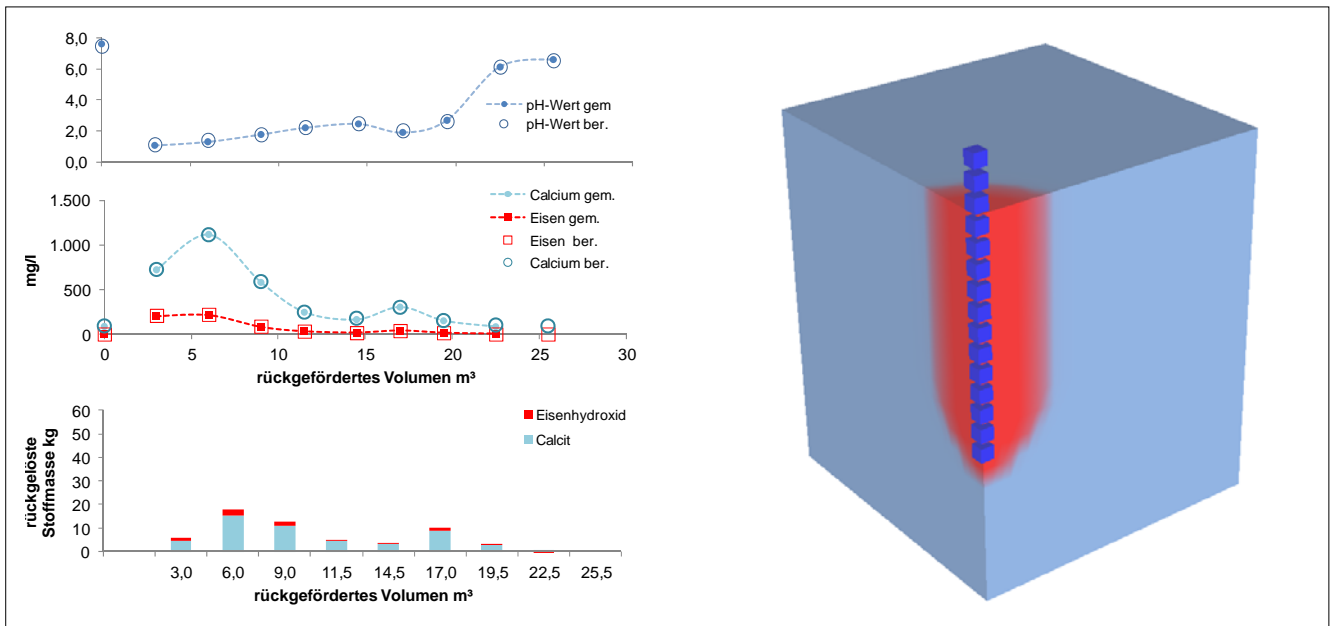 8,0
6,0
4,0
2,0
0,0
pH-Wert gem
pH-Wert ber.
1.500
1.000
500
0
mg/l
Calcium gem.
Eisen gem.
Eisen ber.
Calcium ber.
0 5 10 15 20 25 30
rückgefördertes Volumen m³
60
50
40
30
20
10
0
rückgelöste
Stoffmasse kg
Eisenhydroxid
Calcit
3,0 6,0 9,0 11,5 14,5 17,0 19,5 22,5 25,5
rückgefördertes Volumen m³